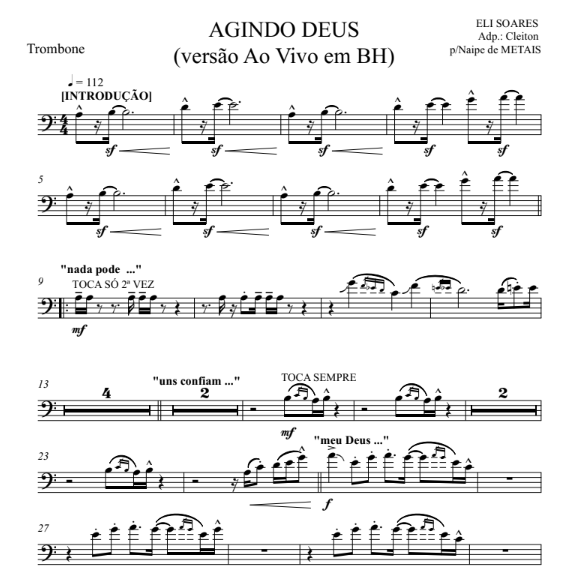 AGINDO DEUS
(versão Ao Vivo em BH)
Trombone
ELI SOARES
Adp.: Cleiton
p/Naipe de METAIS
♩ = 112
[INTRODUÇÃO]
4
4
sf sf sf sf sf
5
sf sf sf sf sf
9
"nada pode ..."
TOCA SÓ 2ª VEZ
mf
13
4
"uns confiam ..."
2
TOCA SEMPRE
mf
2
23
"meu Deus ..."
f
27